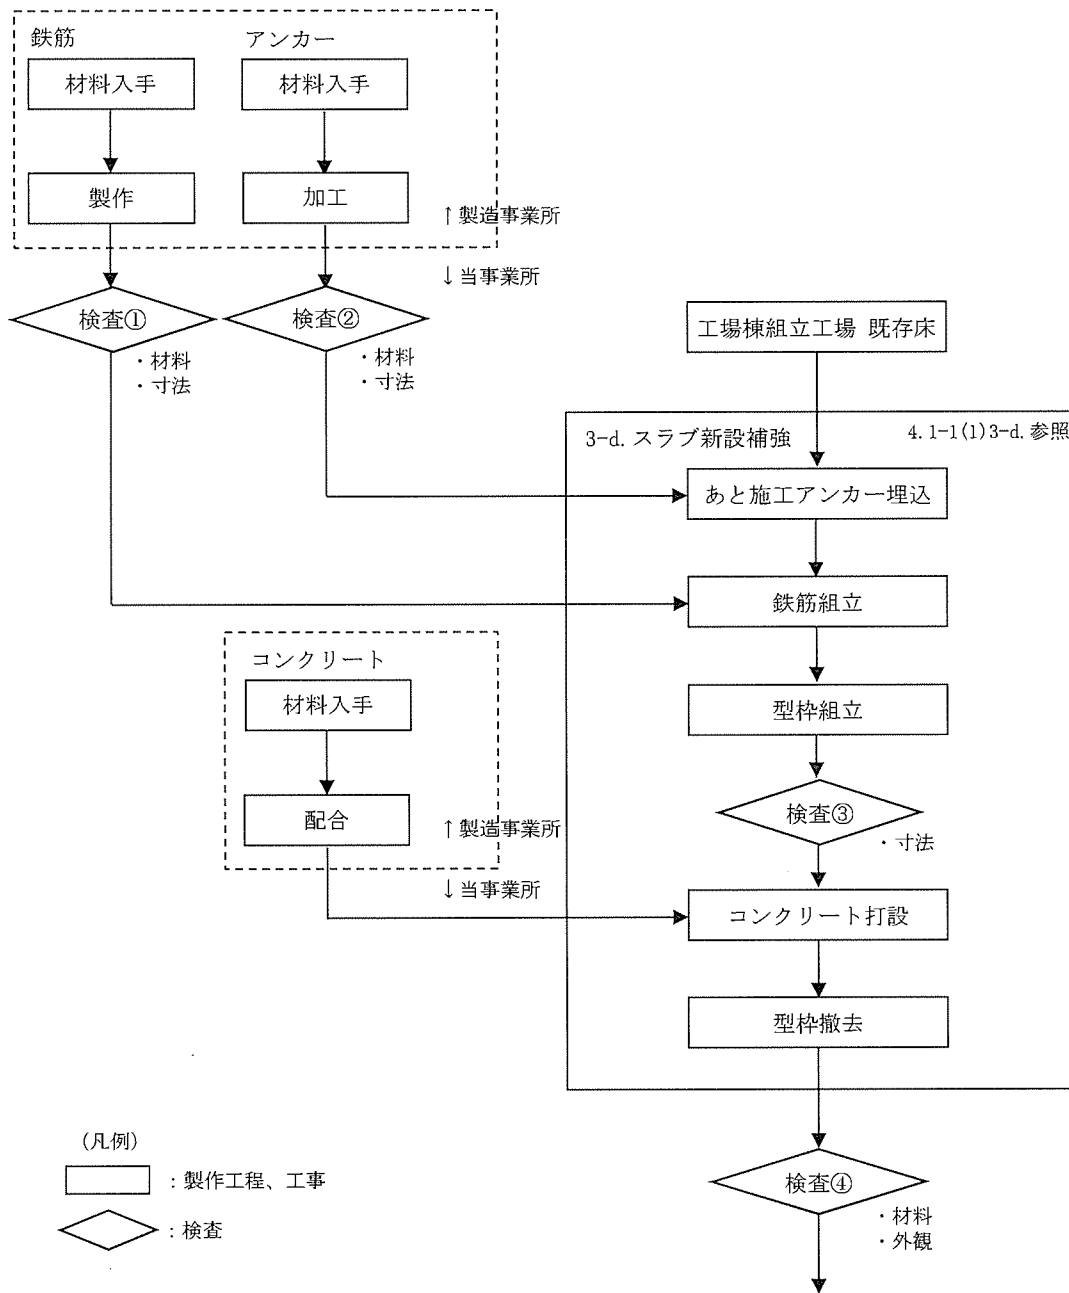 鉄筋
アンカー
材料入手
材料入手
製作
加工
↑製造事業所
↓当事業所
検査①
・材料
・寸法
検査②
・材料
・寸法
工場棟組立工場 既存床
3-d. スラブ新設補強
4.1-1(1)3-d. 参照
あと施工アンカー埋込
鉄筋組立
型枠組立
検査③
・寸法
コンクリート
材料入手
配合
↑製造事業所
↓当事業所
コンクリート打設
型枠撤去
検査④
・材料
・外観
(凡例)
：製作工程、工事
：検査